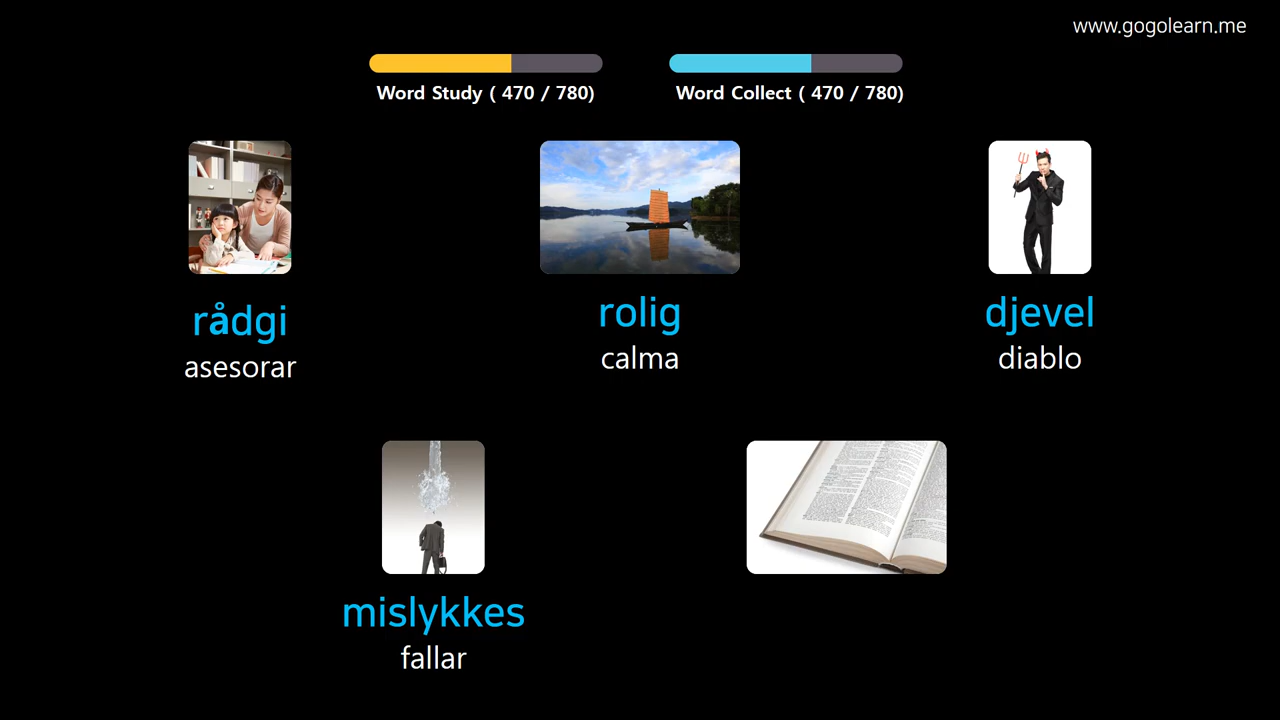 www.gogolearn.me
Word Study ( 470 / 780)
Word Collect ( 470 / 780)
rådgi
asesorar
rolig
calma
djevel
diablo
mislykkes
fallar